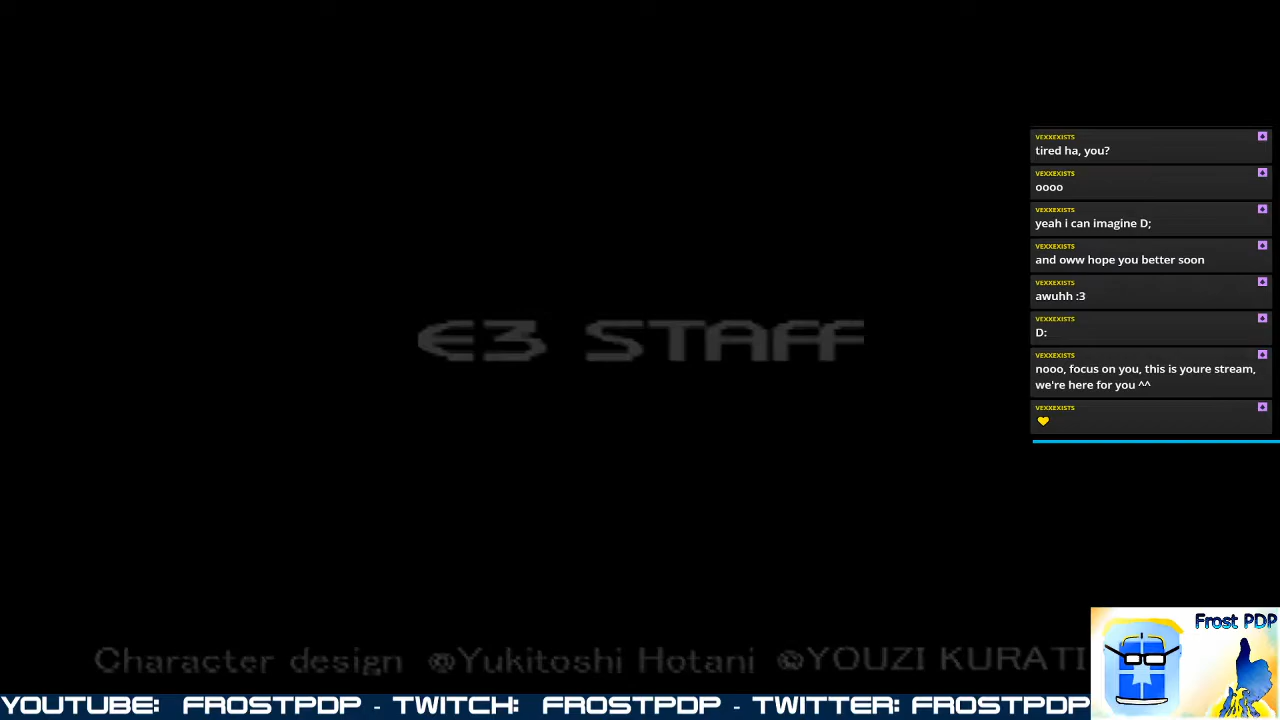 VEXXEXISTS
tired ha, you?
VEXXEXISTS
oooo
VEXXEXISTS
yeah i can imagine D;
VEXXEXISTS
and oww hope you better soon
VEXXEXISTS
awuhh :3
VEXXEXISTS
D:
VEXXEXISTS
nooo, focus on you, this is youre stream,
we're here for you ^^
VEXXEXISTS
E3 STAFF
Character design @Yukitoshi Hotani @YOUZI KURATI
Frost PDP
YOUTUBE: FROSTPDP - TWITCH: FROSTPDP - TWITTER: FROSTPDP